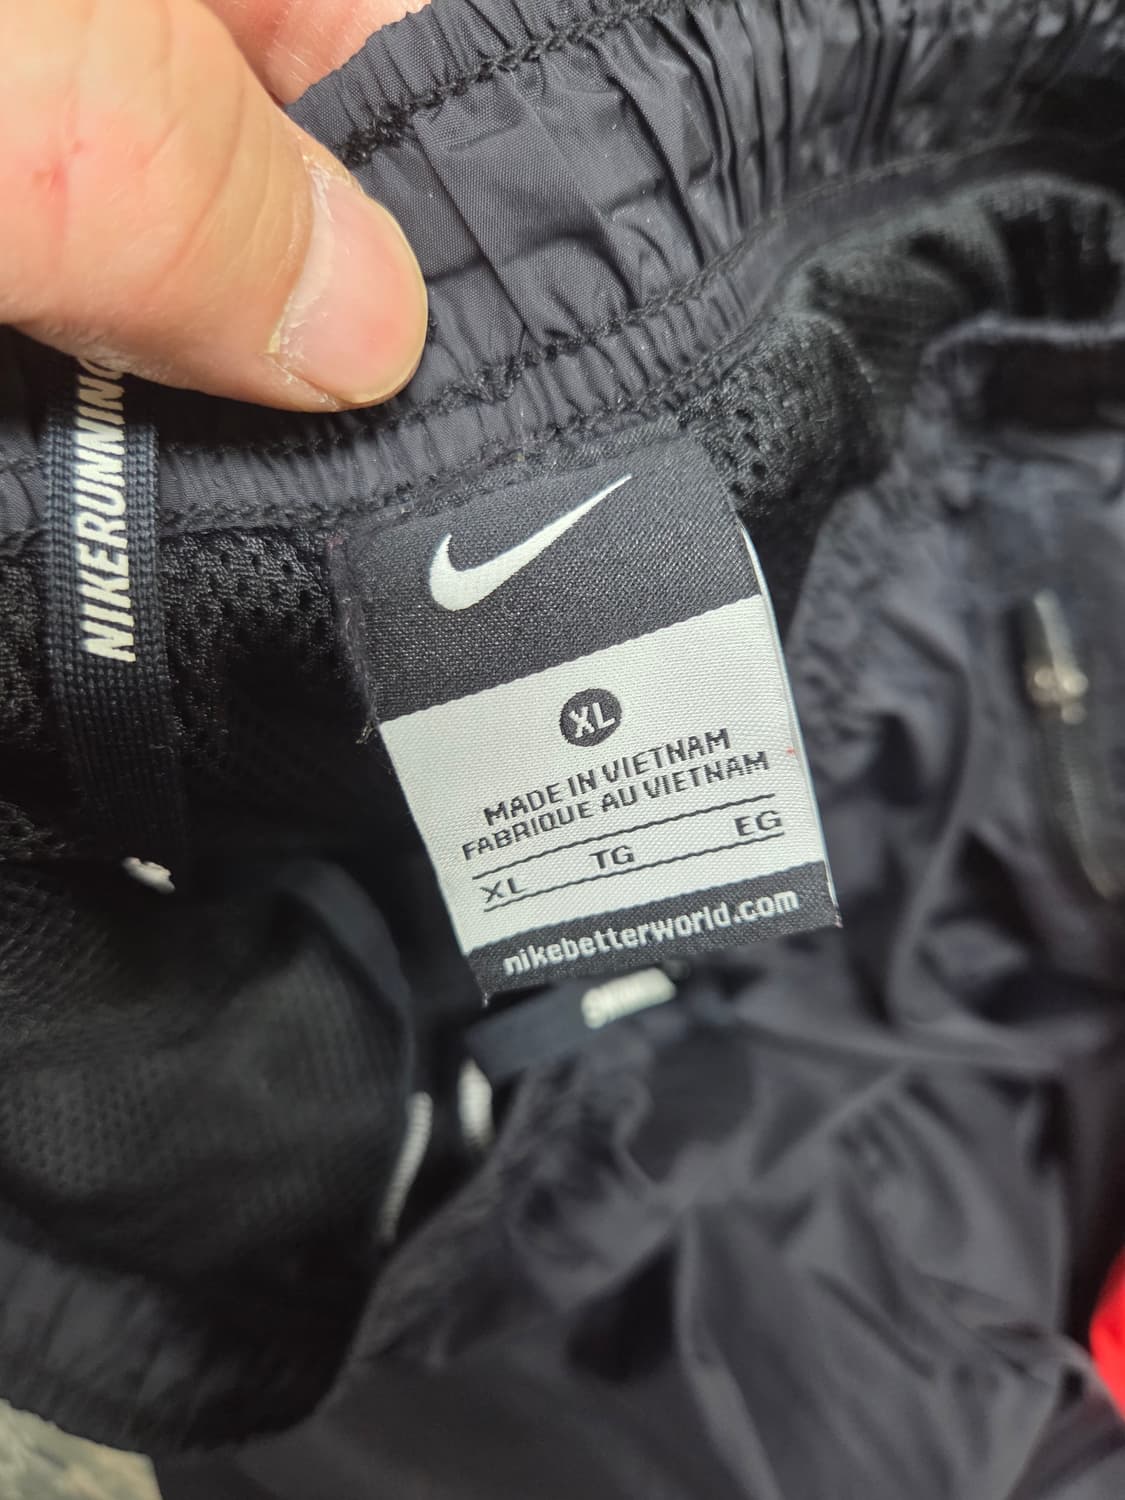 NIKERUNNING
XL
MADE IN VIETNAM
FABRIQUE AU VIETNAM
XL TG EG
nikebetterworld.com